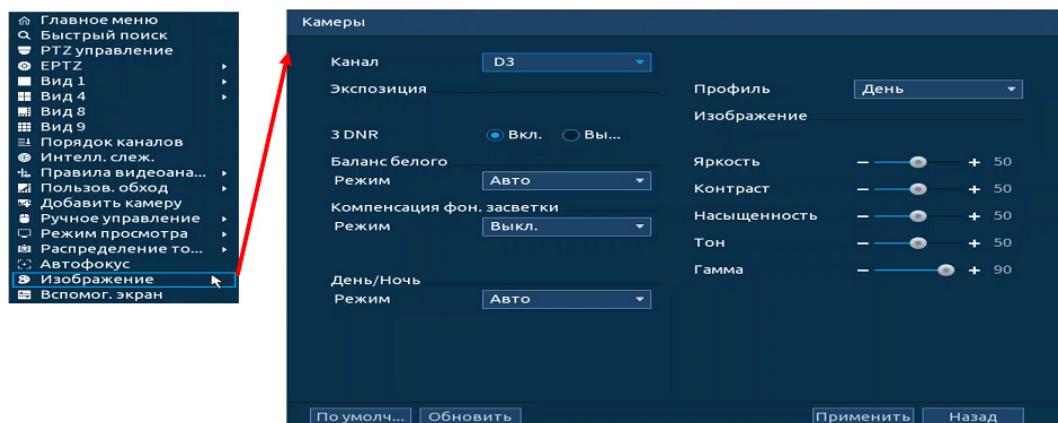 Главное меню
Быстрый поиск
PTZ управление
EPTZ
Вид 1
Вид 4
Вид 8
Вид 9
Порядок каналов
Интелл. слеж.
Правила видеоана...
Пользов. обход
Добавить камеру
Ручное управление
Режим просмотра
Распределение то...
Автофокус
Изображение
Вспомог. экран
Камеры
Канал D3
Экспозиция Профиль День
Изображение
3 DNR Вкл. Вы...
Баланс белого Яркость 50
Режим Авто Контраст 50
Компенсация фон. засветки Насыщенность 50
Режим Выкл. Тон 50
Гамма 90
День/Ночь
Режим Авто
По умолч... Обновить Применить Назад